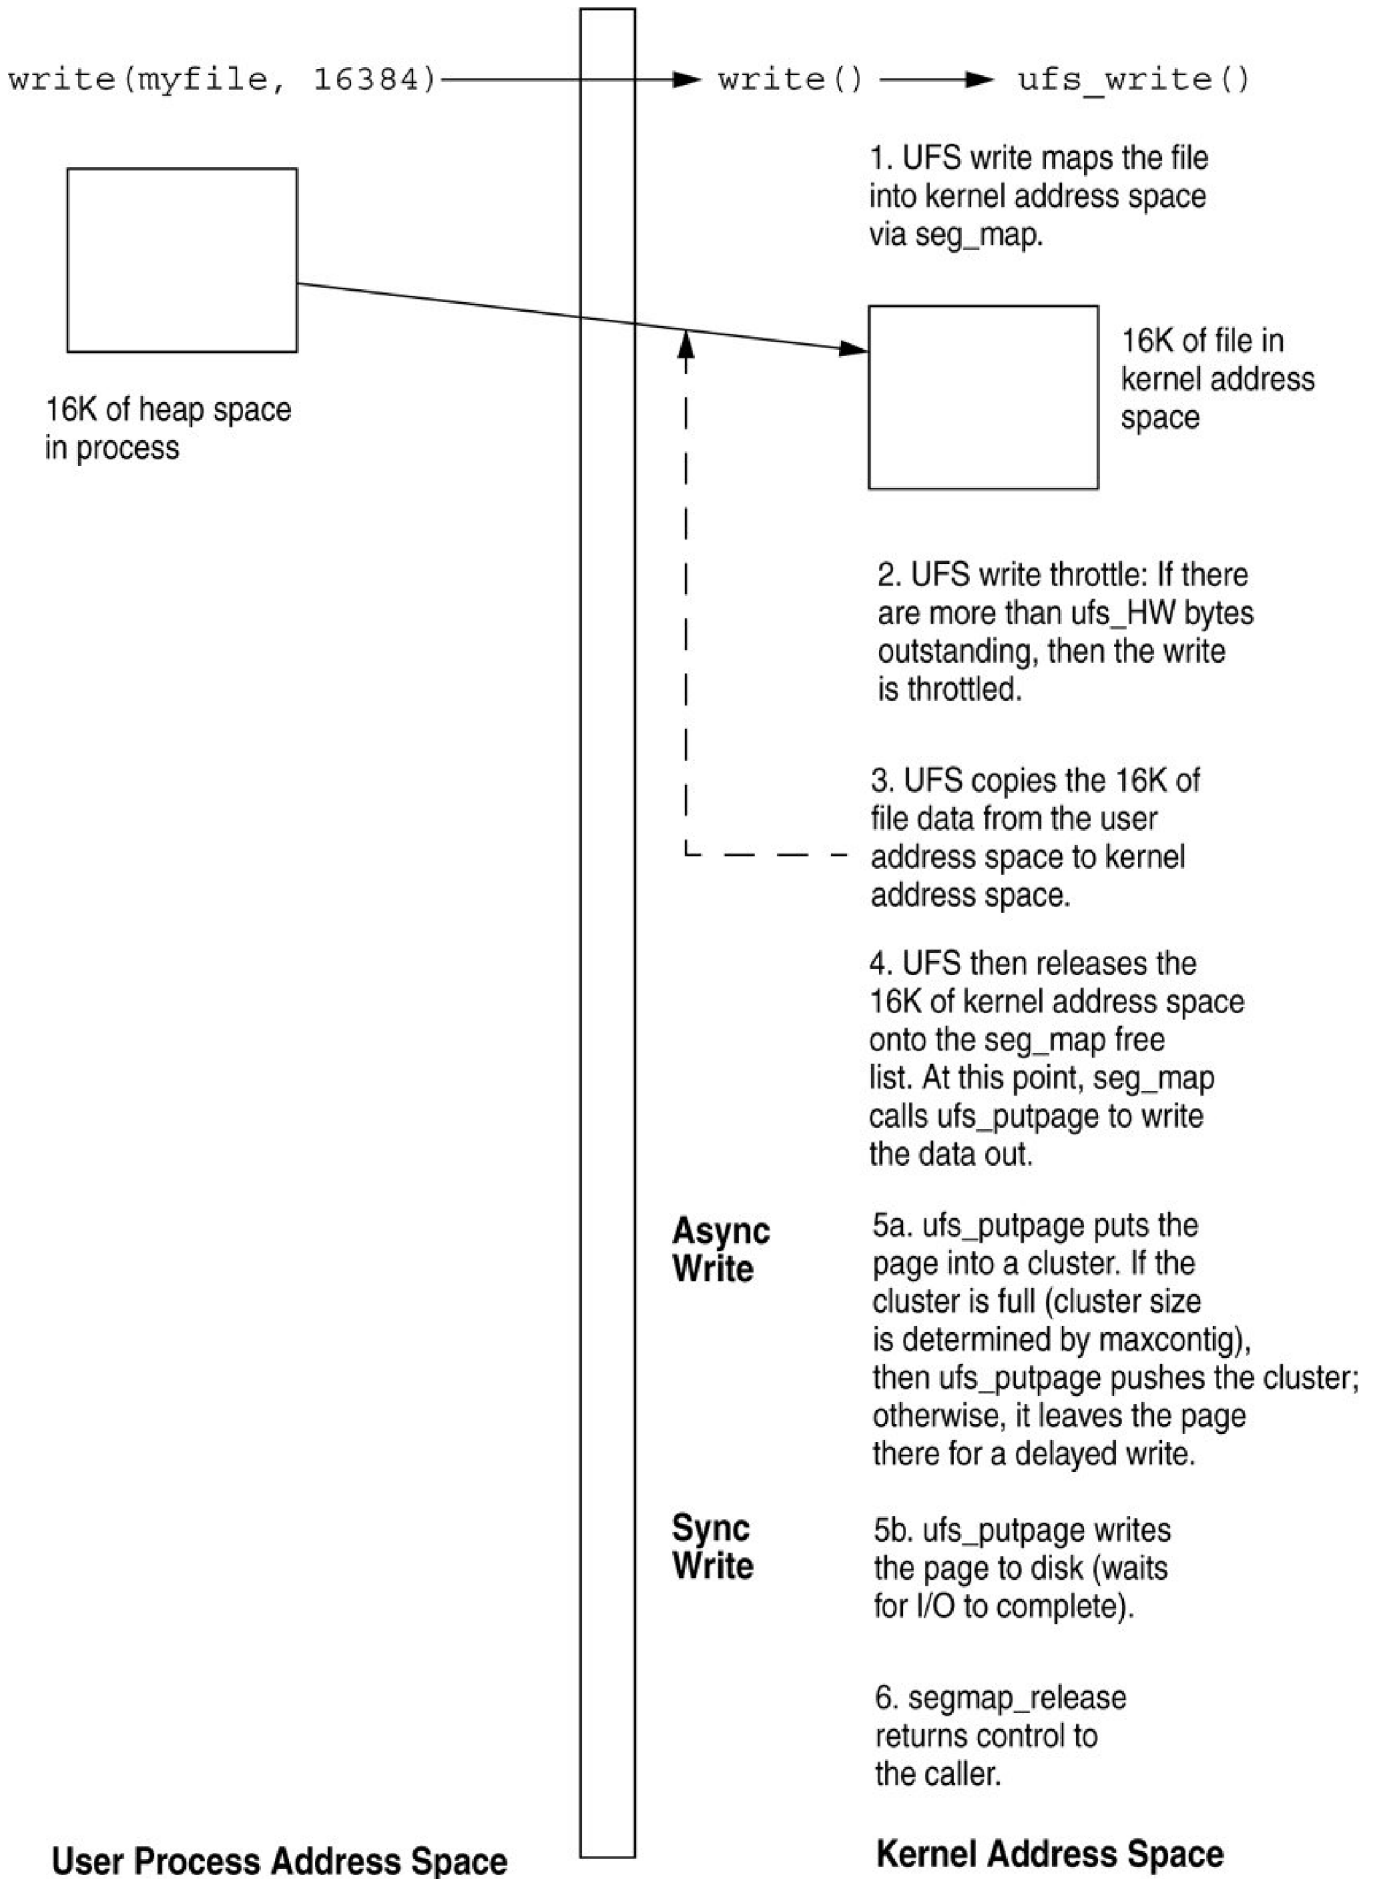 write(myfile, 16384) write() ufs_write()
1. UFS write maps the file
into kernel address space
via seg_map.
16K of heap space
in process
16K of file in
kernel address
space
2. UFS write throttle: If there
are more than ufs_HW bytes
outstanding, then the write
is throttled.
3. UFS copies the 16K of
file data from the user
address space to kernel
address space.
4. UFS then releases the
16K of kernel address space
onto the seg_map free
list. At this point, seg_map
calls ufs_putpage to write
the data out.
Async
Write
5a. ufs_putpage puts the
page into a cluster. If the
cluster is full (cluster size
is determined by maxcontig),
then ufs_putpage pushes the cluster;
otherwise, it leaves the page
there for a delayed write.
Sync
Write
5b. ufs_putpage writes
the page to disk (waits
for I/O to complete).
6. segmap_release
returns control to
the caller.
User Process Address Space
Kernel Address Space